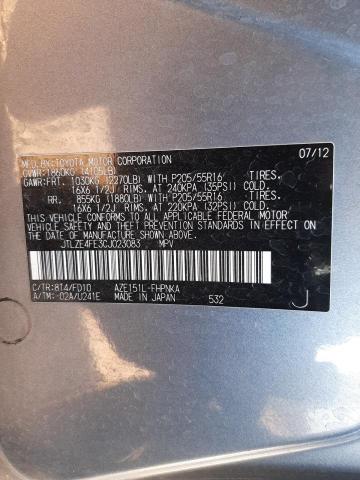 MFD.BY:TOYOTA MOTOR CORPORATION 07/12
GVWR:1860KG (4105LB)
GAWR:FRT. 1030KG (2270LB) WITH P205/55R16 TIRES.
16X6 1/2J RIMS, AT 240KPA (35PSI) COLD.
RR. 855KG (1880LB) WITH P205/55R16 TIRES.
16X6 1/2J RIMS, AT 220KPA (32PSI) COLD.
THIS VEHICLE CONFORMS TO ALL APPLICABLE FEDERAL MOTOR
VEHICLE SAFETY AND THEFT PREVENTION STANDARDS IN EFFECT
ON THE DATE OF MANUFACTURE SHOWN ABOVE.
JTLZE4FE3CJ023083 MPV
C/TR:8T4/FD10 AZE151L-FHPNKA
A/TM:-02A/U241E MADE IN JAPAN 532
J